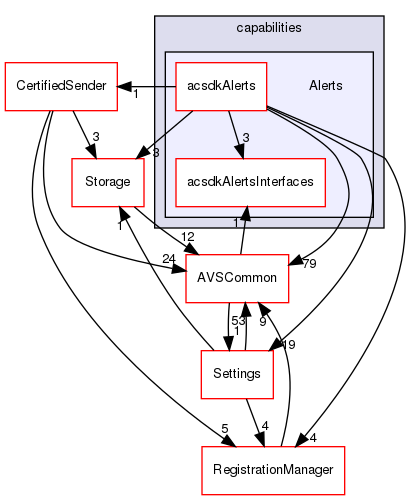 capabilities
CertifiedSender
acsdkAlerts
Alerts
1
3
3
3
Storage
acsdkAlertsInterfaces
1
1
12
24
79
AVSCommon
53
1
9
19
Settings
5
4
4
RegistrationManager